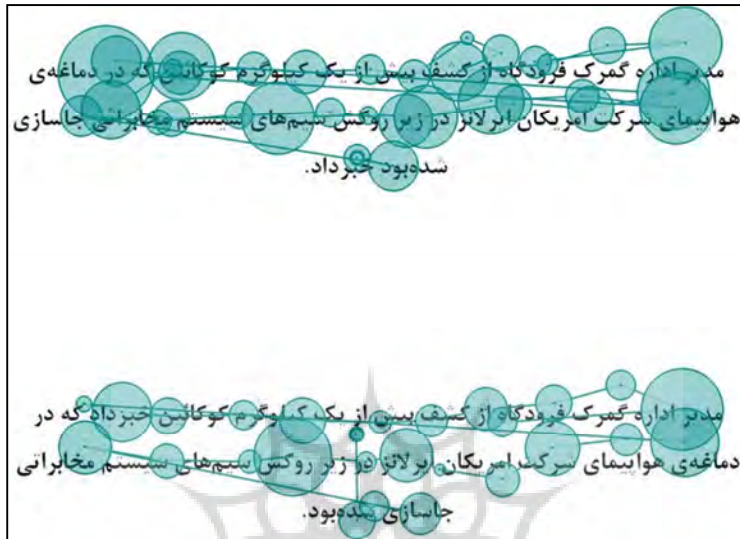 مدیر اداره گمرک فرودگاه از کشف بیش از یک کیلوگرم کوکائین که در دماغه‌ی
هواپیمای شرکت امریکان ایرلانز در زیر روکش سیم‌های سیستم مخابراتی جاسازی
شده‌بود خبرداد.
مدیر اداره گمرک فرودگاه از کشف بیش از یک کیلوگرم کوکائین خبرداد که در
دماغه‌ی هواپیمای شرکت امریکان ایرلانز در زیر روکش سیم‌های سیستم مخابراتی
جاسازی شده‌بود.